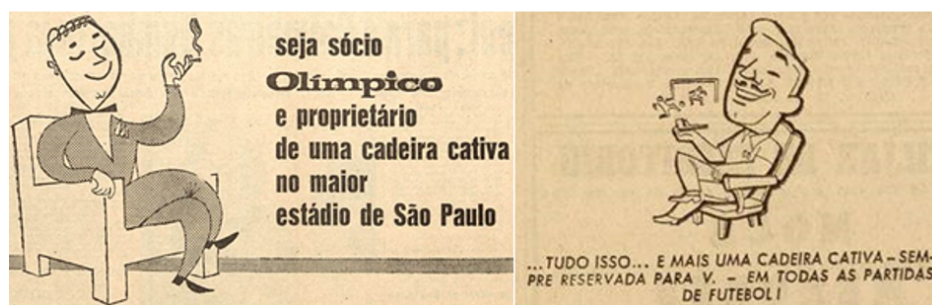 seja sócio
Olímpico
e proprietário
de uma cadeira cativa
no maior
estádio de São Paulo
...TUDO ISSO... E MAIS UMA CADEIRA CATIVA – SEM-
PRE RESERVADA PARA V. – EM TODAS AS PARTIDAS
DE FUTEBOL!